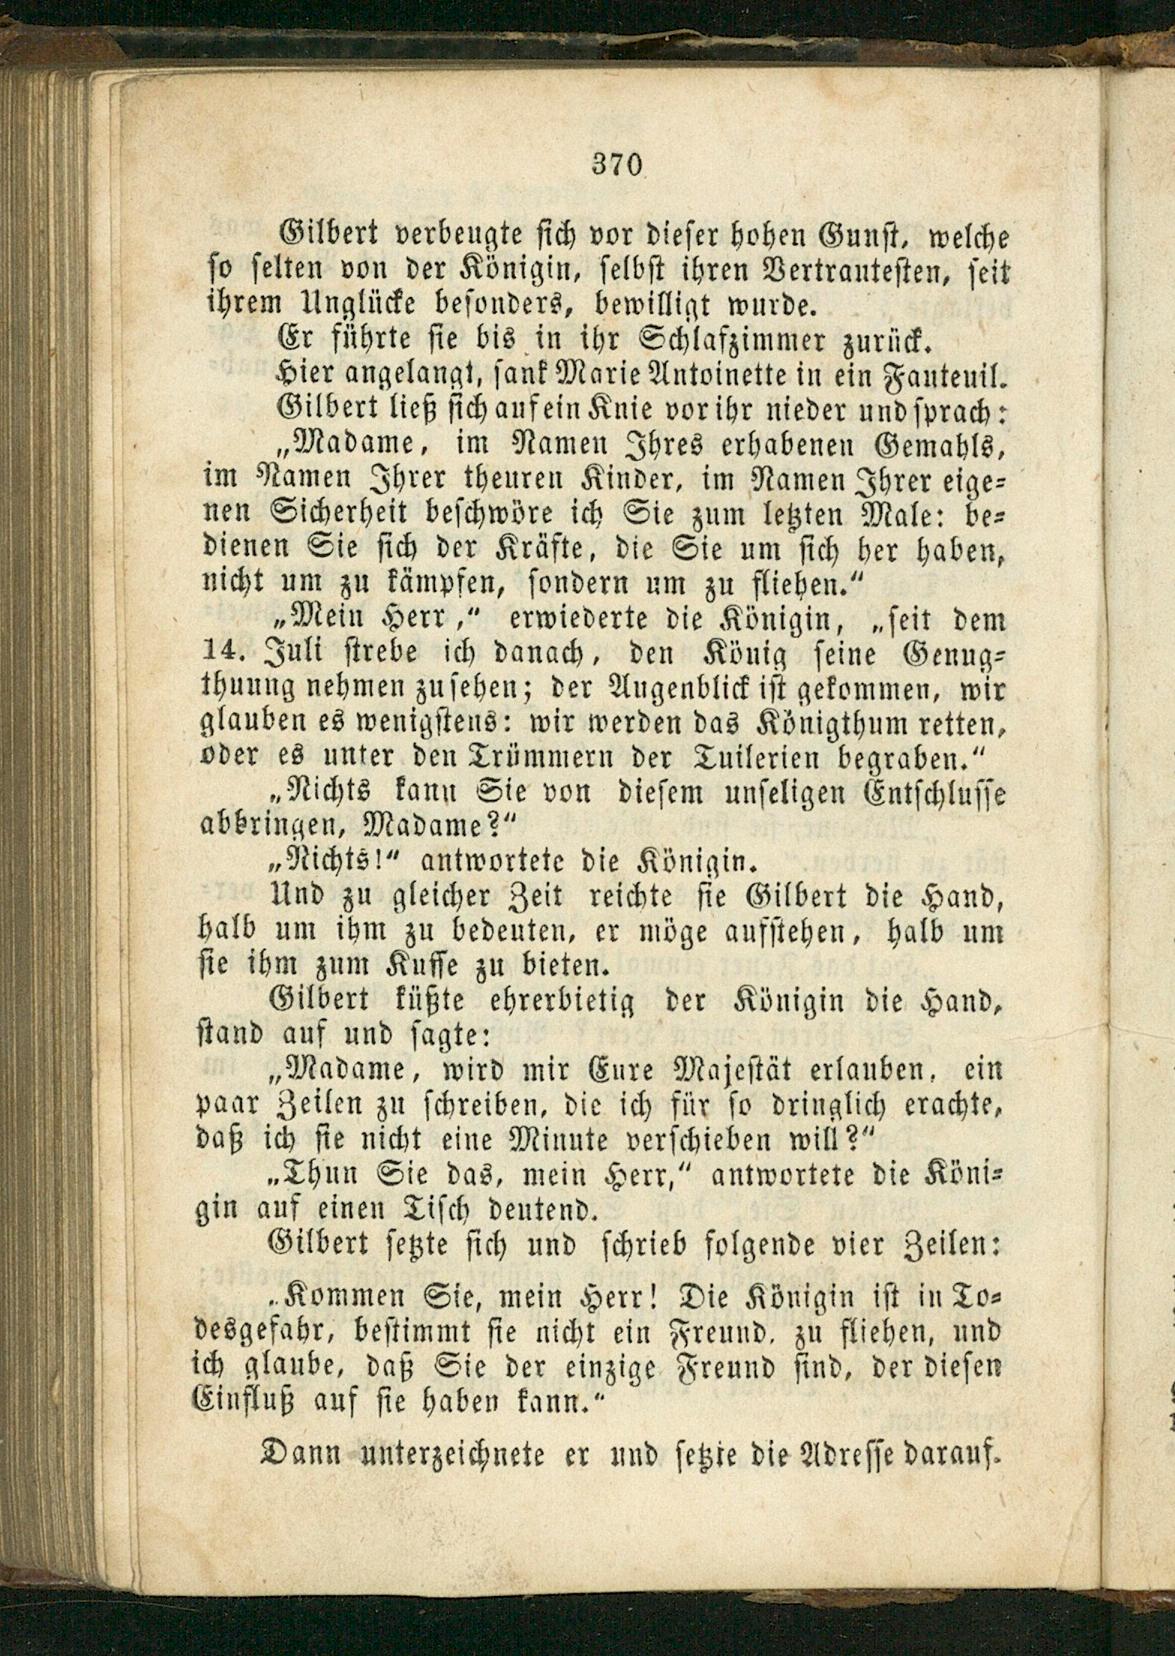 370
Gilbert verbeugte sich vor dieser hohen Gunst, welche
so selten von der Königin, selbst ihren Vertrautesten, seit
ihrem Unglücke besonders, bewilligt wurde.
Er führte sie bis in ihr Schlafzimmer zurück.
Hier angelangt, sank Marie Antoinette in ein Fauteuil.
Gilbert ließ sich auf ein Knie vor ihr nieder und sprach:
„Madame, im Namen Ihres erhabenen Gemahls,
im Namen Ihrer theuren Kinder, im Namen Ihrer eige-
nen Sicherheit beschwöre ich Sie zum letzten Male: be-
dienen Sie sich der Kräfte, die Sie um sich her haben,
nicht um zu kämpfen, sondern um zu fliehen.“
„Mein Herr,“ erwiederte die Königin, „seit dem
14. Juli strebe ich danach, den König seine Genug-
thuung nehmen zu sehen; der Augenblick ist gekommen, wir
glauben es wenigstens: wir werden das Königthum retten,
oder es unter den Trümmern der Tuilerien begraben.“
„Nichts kann Sie von diesem unseligen Entschlusse
abbringen, Madame?“
„Nichts!“ antwortete die Königin.
Und zu gleicher Zeit reichte sie Gilbert die Hand,
halb um ihm zu bedeuten, er möge aufstehen, halb um
sie ihm zum Kusse zu bieten.
Gilbert küßte ehrerbietig der Königin die Hand,
stand auf und sagte:
„Madame, wird mir Eure Majestät erlauben, ein
paar Zeilen zu schreiben, die ich für so dringlich erachte,
daß ich sie nicht eine Minute verschieben will?“
„Thun Sie das, mein Herr,“ antwortete die Köni-
gin auf einen Tisch deutend.
Gilbert setzte sich und schrieb folgende vier Zeilen:
„Kommen Sie, mein Herr! Die Königin ist in To-
desgefahr, bestimmt sie nicht ein Freund, zu fliehen, und
ich glaube, daß Sie der einzige Freund sind, der diesen
Einfluß auf sie haben kann.“
Dann unterzeichnete er und setzte die Adresse darauf.